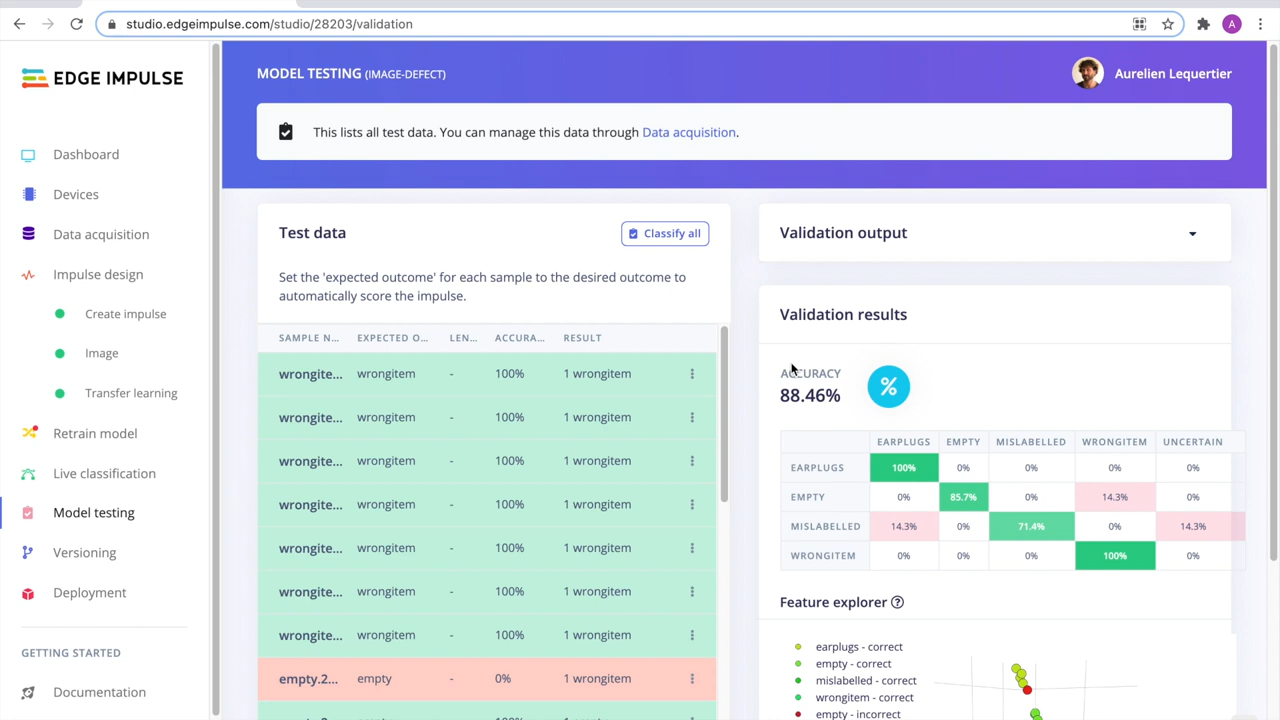 studio.edgeimpulse.com/studio/28203/validation
A
EDGE IMPULSE
Dashboard
Devices
Data acquisition
Impulse design
Create impulse
Image
Transfer learning
Retrain model
Live classification
Model testing
Versioning
Deployment
GETTING STARTED
Documentation
MODEL TESTING (IMAGE-DEFECT)
Aurelien Lequertier
This lists all test data. You can manage this data through Data acquisition.
Test data
Classify all
Set the 'expected outcome' for each sample to the desired outcome to
automatically score the impulse.
SAMPLE N... EXPECTED O... LEN... ACCURA... RESULT
wrongite... wrongitem - 100% 1 wrongitem
wrongite... wrongitem - 100% 1 wrongitem
wrongite... wrongitem - 100% 1 wrongitem
wrongite... wrongitem - 100% 1 wrongitem
wrongite... wrongitem - 100% 1 wrongitem
wrongite... wrongitem - 100% 1 wrongitem
wrongite... wrongitem - 100% 1 wrongitem
empty.2... empty - 0% 1 wrongitem
Validation output
Validation results
ACCURACY
88.46%
%
EARPLUGS EMPTY MISLABELLED WRONGITEM UNCERTAIN
EARPLUGS 100% 0% 0% 0% 0%
EMPTY 0% 85.7% 0% 14.3% 0%
MISLABELLED 14.3% 0% 71.4% 0% 14.3%
WRONGITEM 0% 0% 0% 100% 0%
Feature explorer ?
earplugs - correct
empty - correct
mislabelled - correct
wrongitem - correct
empty - incorrect